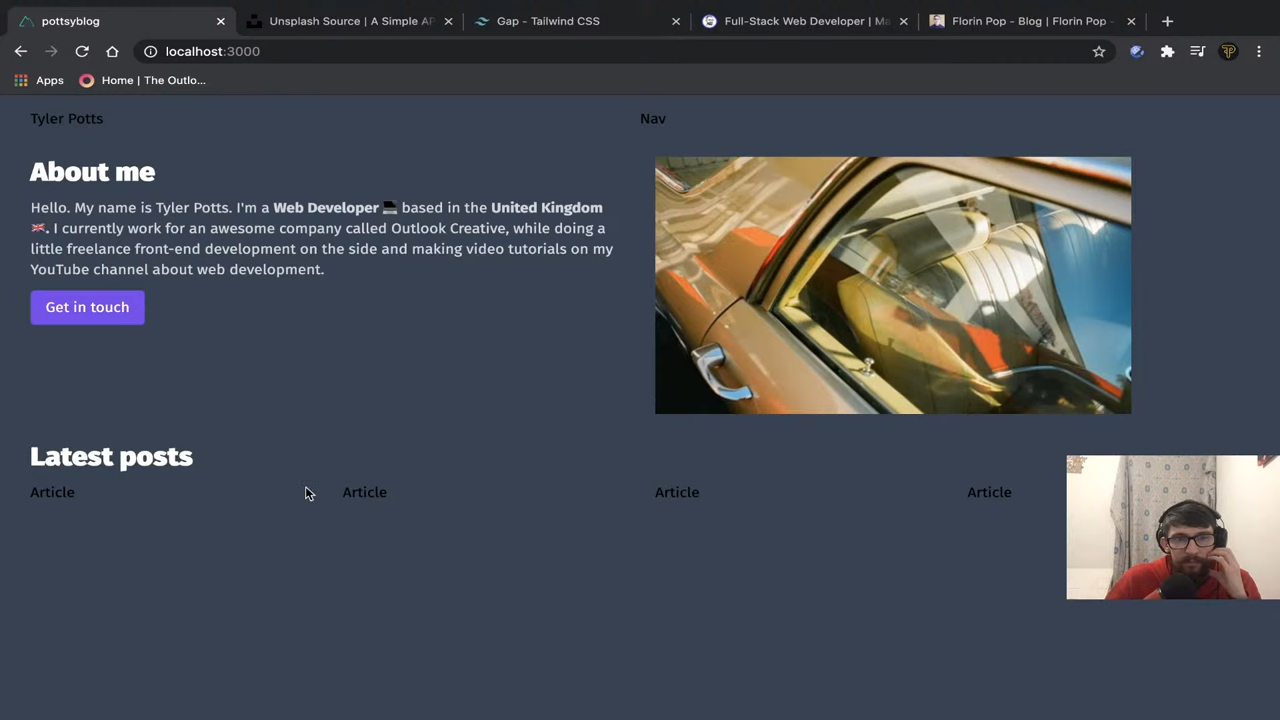 pottsyblog
Unsplash Source | A Simple AP
Gap - Tailwind CSS
Full-Stack Web Developer | Ma
Florin Pop - Blog | Florin Pop -
localhost:3000
Apps
Home | The Outlo...
Tyler Potts
Nav
About me
Hello. My name is Tyler Potts. I'm a Web Developer 💻 based in the United Kingdom
🇬🇧. I currently work for an awesome company called Outlook Creative, while doing a
little freelance front-end development on the side and making video tutorials on my
YouTube channel about web development.
Get in touch
Latest posts
Article
Article
Article
Article